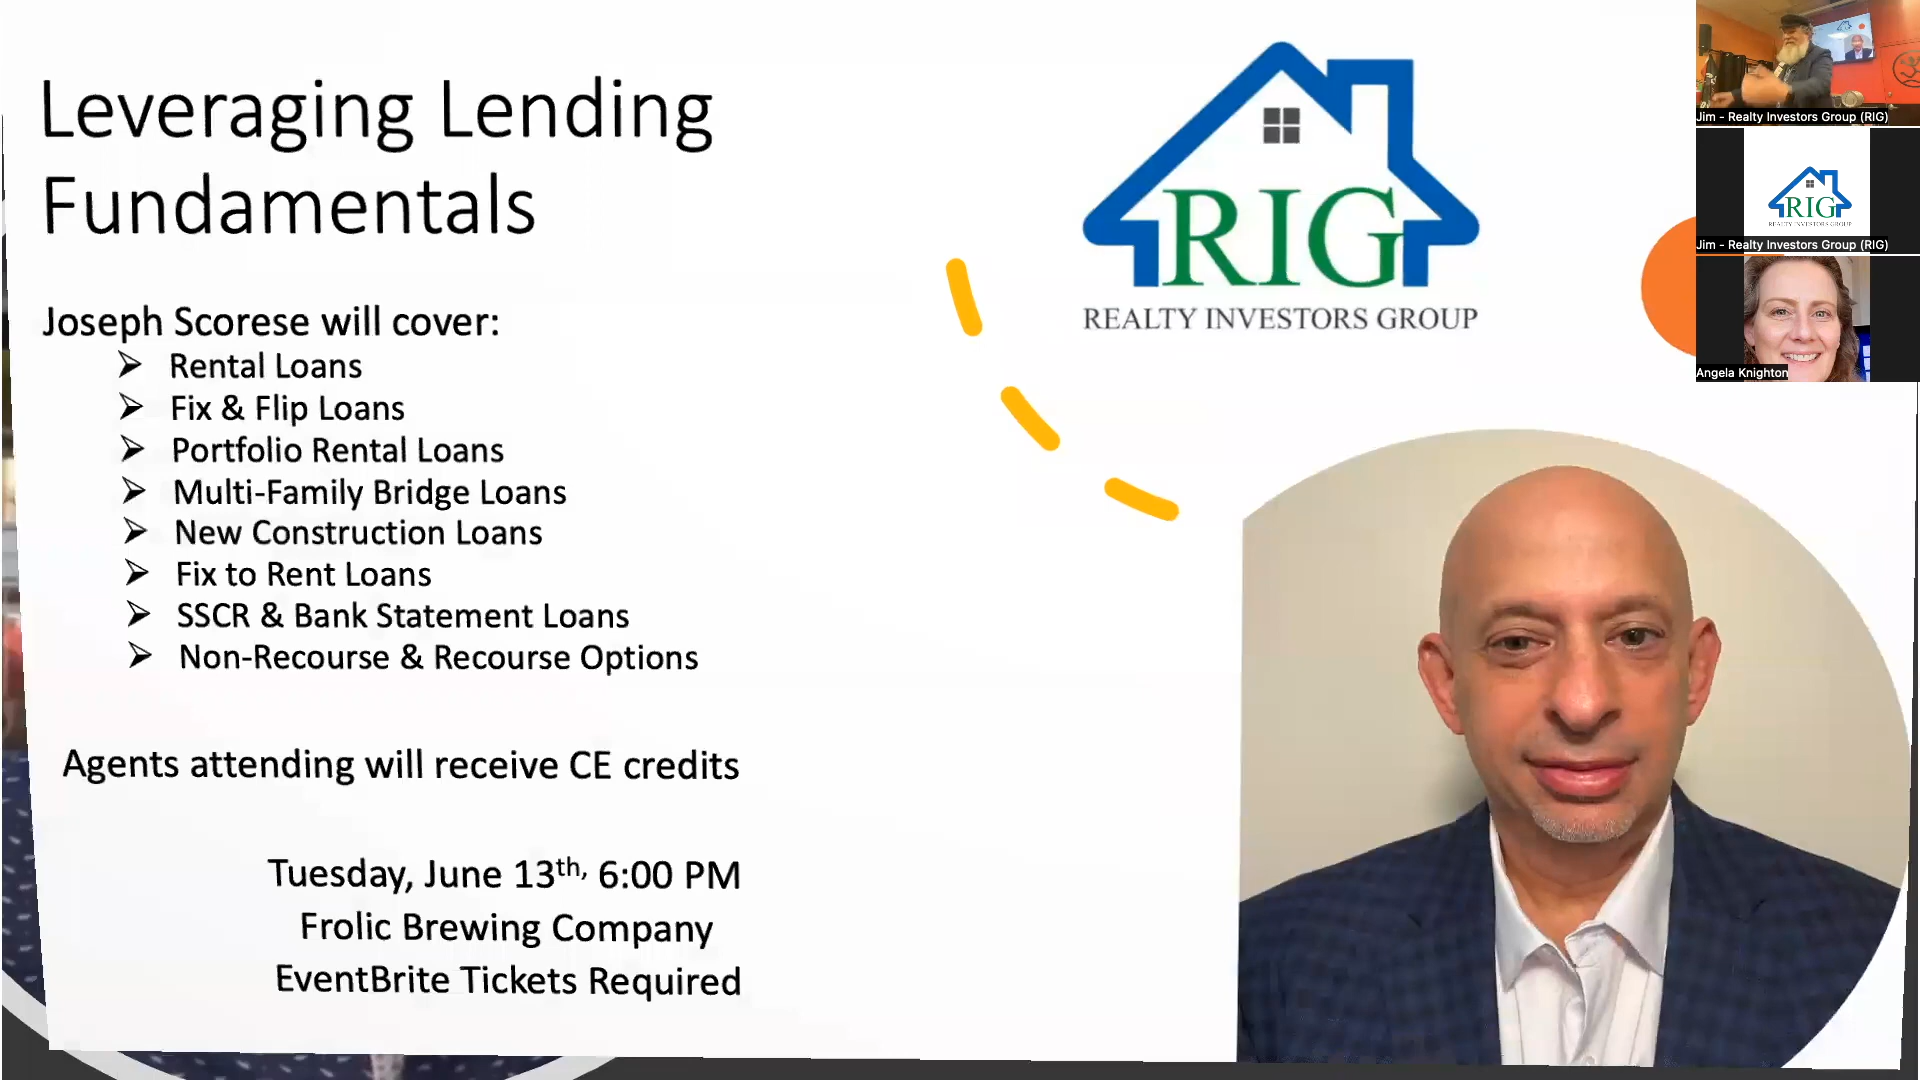 Leveraging Lending
Fundamentals
Joseph Scorese will cover:
Rental Loans
Fix & Flip Loans
Portfolio Rental Loans
Multi-Family Bridge Loans
New Construction Loans
Fix to Rent Loans
SSCR & Bank Statement Loans
Non-Recourse & Recourse Options
Agents attending will receive CE credits
Tuesday, June 13th, 6:00 PM
Frolic Brewing Company
EventBrite Tickets Required
RIG
REALTY INVESTORS GROUP
Jim - Realty Investors Group (RIG)
RIG
REALTY INVESTORS GROUP
Jim - Realty Investors Group (RIG)
Angela Knighton